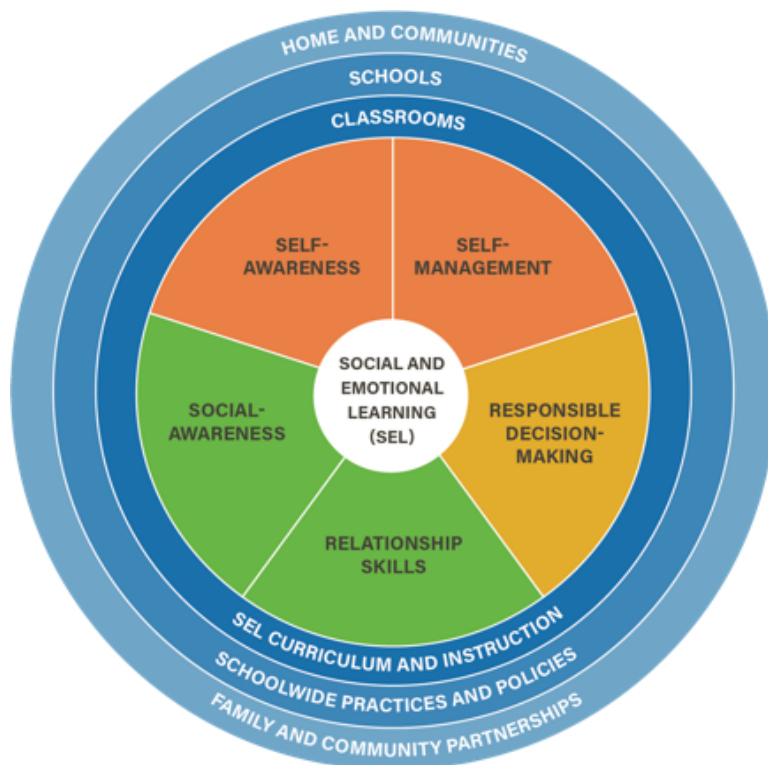 HOME AND COMMUNITIES
SCHOOLS
CLASSROOMS
SELF-
AWARENESS
SELF-
MANAGEMENT
SOCIAL AND
EMOTIONAL
LEARNING
(SEL)
SOCIAL-
AWARENESS
RESPONSIBLE
DECISION-
MAKING
RELATIONSHIP
SKILLS
SEL CURRICULUM AND INSTRUCTION
SCHOOLWIDE PRACTICES AND POLICIES
FAMILY AND COMMUNITY PARTNERSHIPS